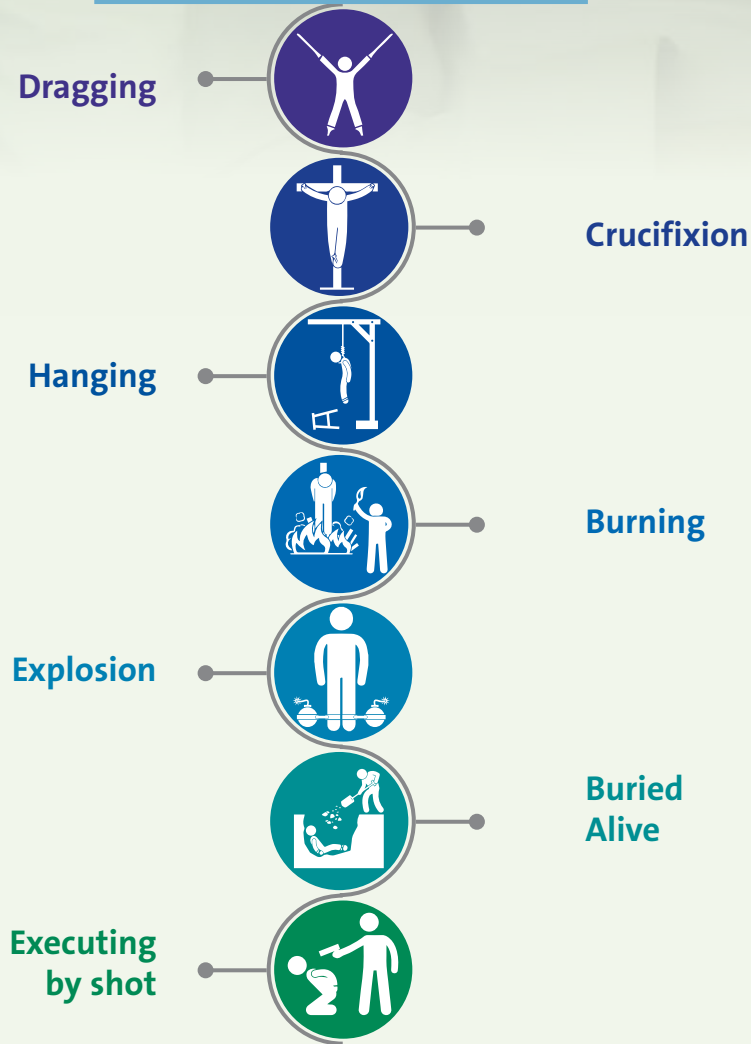 Dragging
Crucifixion
Hanging
Burning
Explosion
Buried
Alive
Executing
by shot